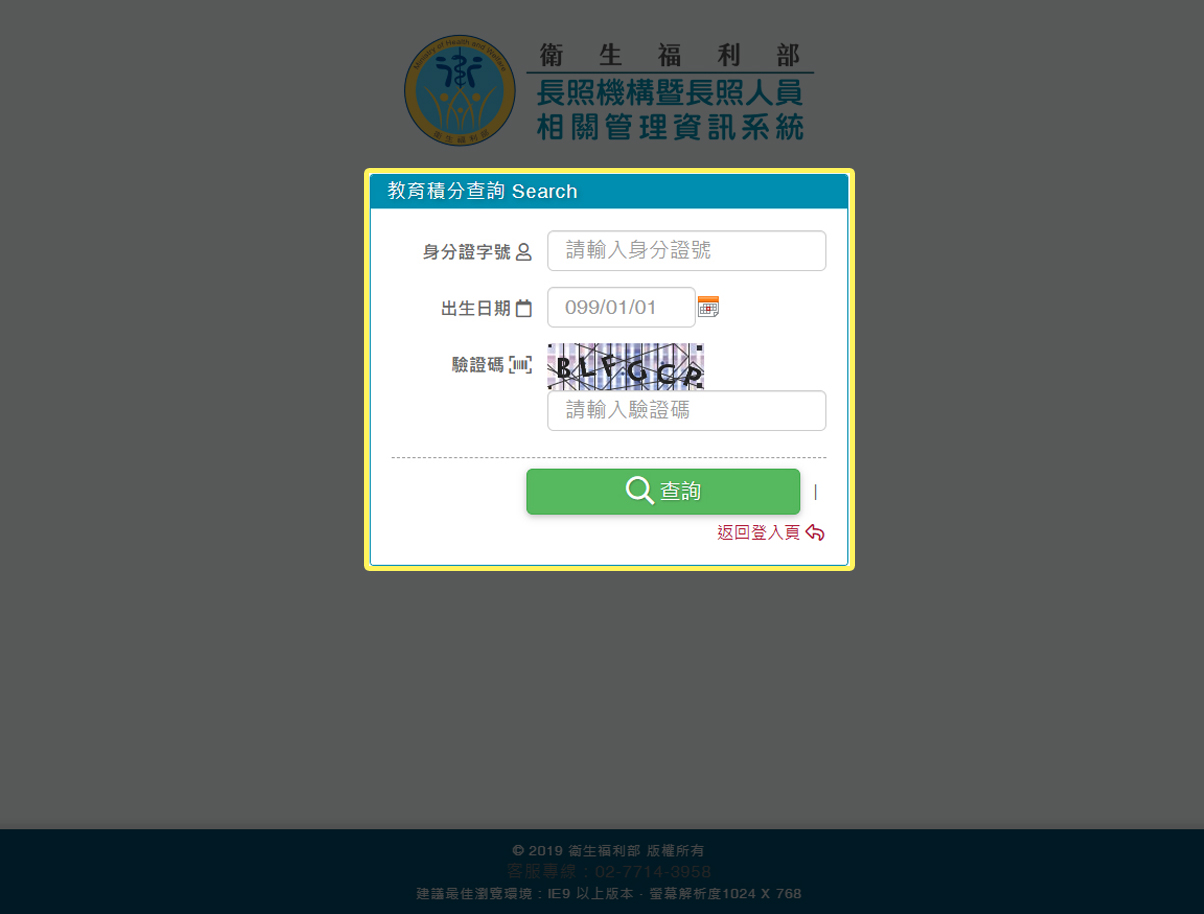 Ministry of Health and Welfare
衛生福利部
衛生福利部
長照機構暨長照人員
相關管理資訊系統
教育積分查詢 Search
身分證字號
請輸入身分證號
出生日期
099/01/01
驗證碼
BLFGCP
請輸入驗證碼
查詢 |
返回登入頁
© 2019 衛生福利部 版權所有
客服專線：02-7714-3958
建議最佳瀏覽環境：IE9 以上版本．螢幕解析度1024 X 768